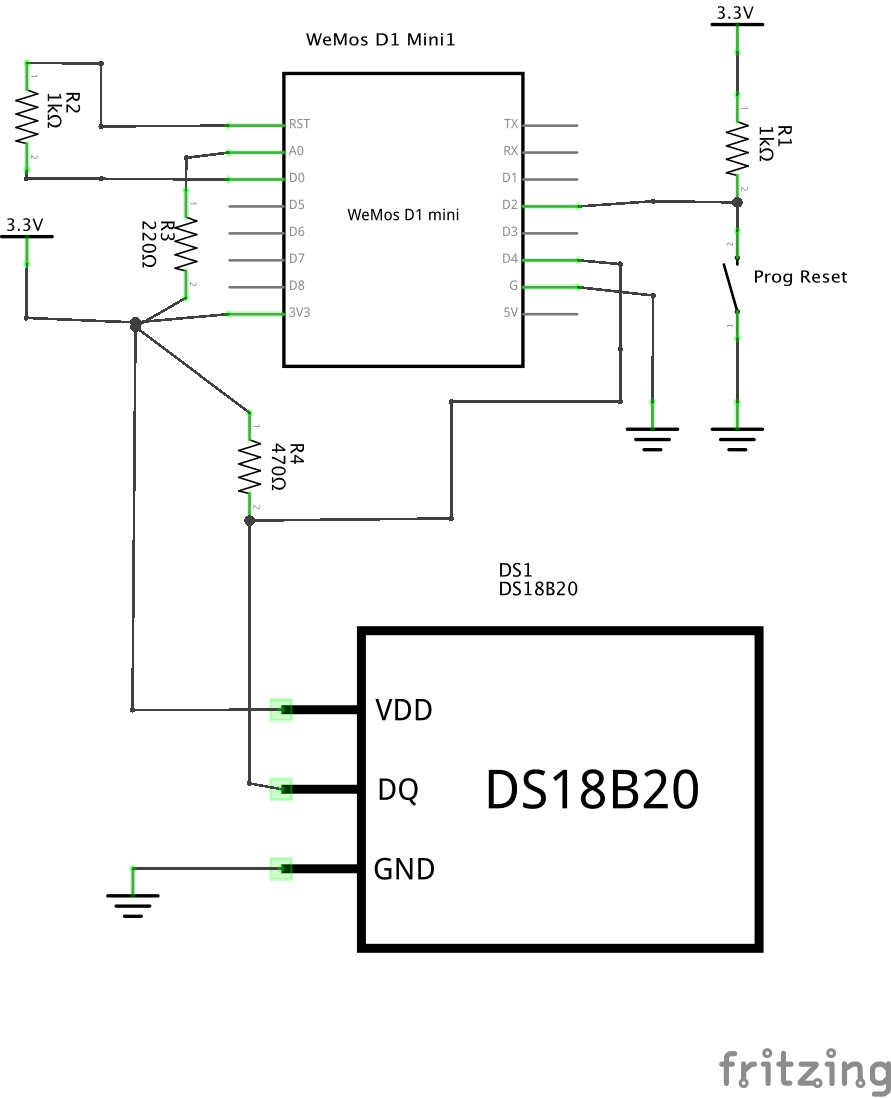 3.3V
WeMos D1 Mini1
R2
1kΩ
1
2
RST
A0
D0
D5
D6
D7
D8
3V3
WeMos D1 mini
TX
RX
D1
D2
D3
D4
G
5V
R1
1kΩ
1
2
3.3V
R3
220Ω
1
2
2
Prog Reset
1
R4
470Ω
1
2
DS1
DS18B20
VDD
DQ
GND
DS18B20
fritzing